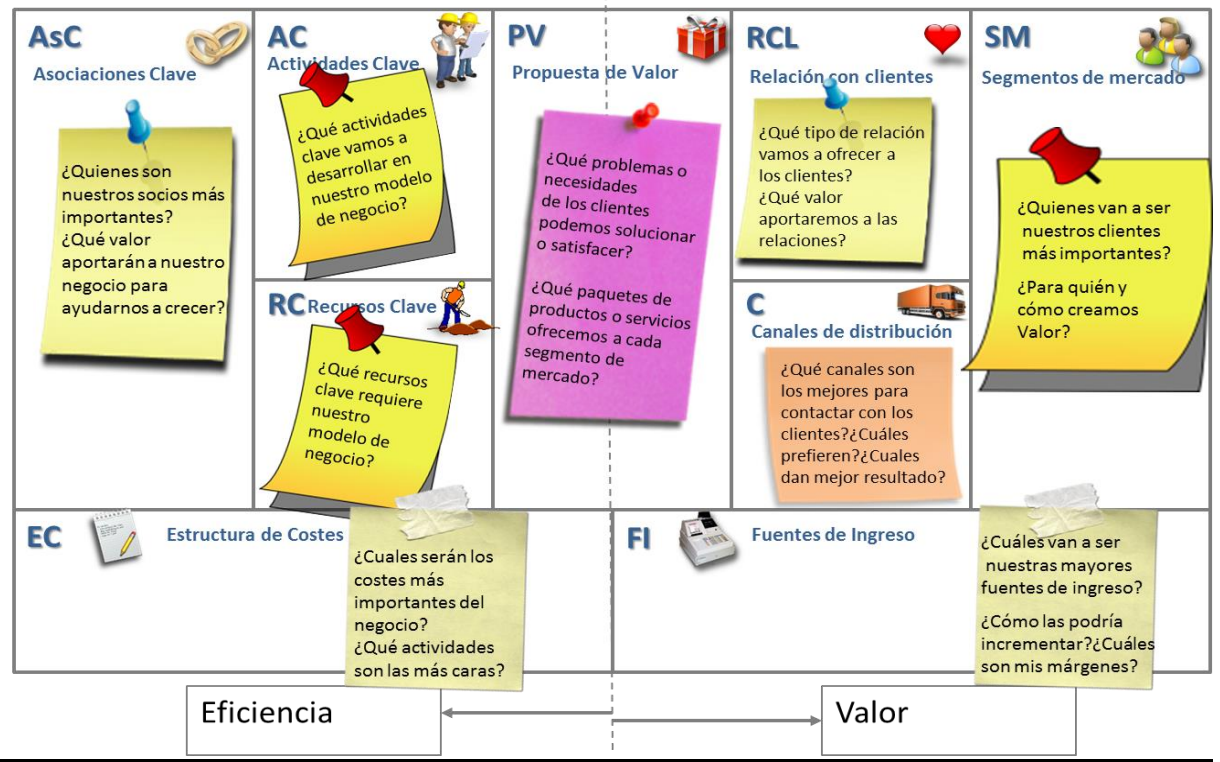 AsC
Asociaciones Clave
¿Quienes son
nuestros socios más
importantes?
¿Qué valor
aportarán a nuestro
negocio para
ayudarnos a crecer?
AC
Actividades Clave
¿Qué actividades
clave vamos a
desarrollar en
nuestro modelo
de negocio?
RC Recursos Clave
¿Qué recursos
clave requiere
nuestro
modelo de
negocio?
PV
Propuesta de Valor
¿Qué problemas o
necesidades
de los clientes
podemos solucionar
o satisfacer?
¿Qué paquetes de
productos o servicios
ofrecemos a cada
segmento de
mercado?
RCL
Relación con clientes
¿Qué tipo de relación
vamos a ofrecer a
los clientes?
¿Qué valor
aportaremos a las
relaciones?
C
Canales de distribución
¿Qué canales son
los mejores para
contactar con los
clientes?¿Cuáles
prefieren?¿Cuales
dan mejor resultado?
SM
Segmentos de mercado
¿Quienes van a ser
nuestros clientes
más importantes?
¿Para quién y
cómo creamos
Valor?
EC
Estructura de Costes
¿Cuales serán los
costes más
importantes del
negocio?
¿Qué actividades
son las más caras?
FI
Fuentes de Ingreso
¿Cuáles van a ser
nuestras mayores
fuentes de ingreso?
¿Cómo las podría
incrementar?¿Cuáles
son mis márgenes?
Eficiencia
Valor